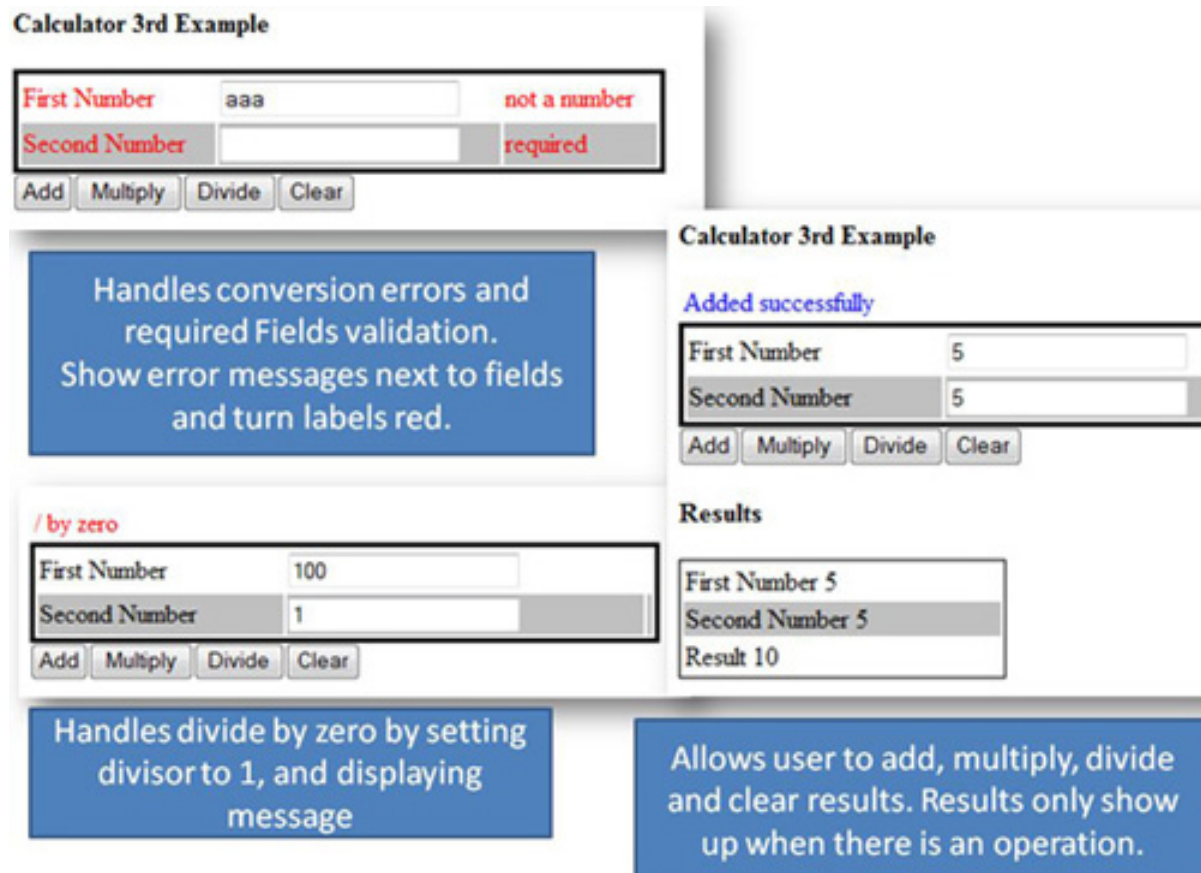 Calculator 3rd Example
First Number aaa not a number
Second Number required
Add Multiply Divide Clear
Handles conversion errors and
required Fields validation.
Show error messages next to fields
and turn labels red.
Calculator 3rd Example
Added successfully
First Number 5
Second Number 5
Add Multiply Divide Clear
Results
First Number 5
Second Number 5
Result 10
/ by zero
First Number 100
Second Number 1
Add Multiply Divide Clear
Handles divide by zero by setting
divisor to 1, and displaying
message
Allows user to add, multiply, divide
and clear results. Results only show
up when there is an operation.